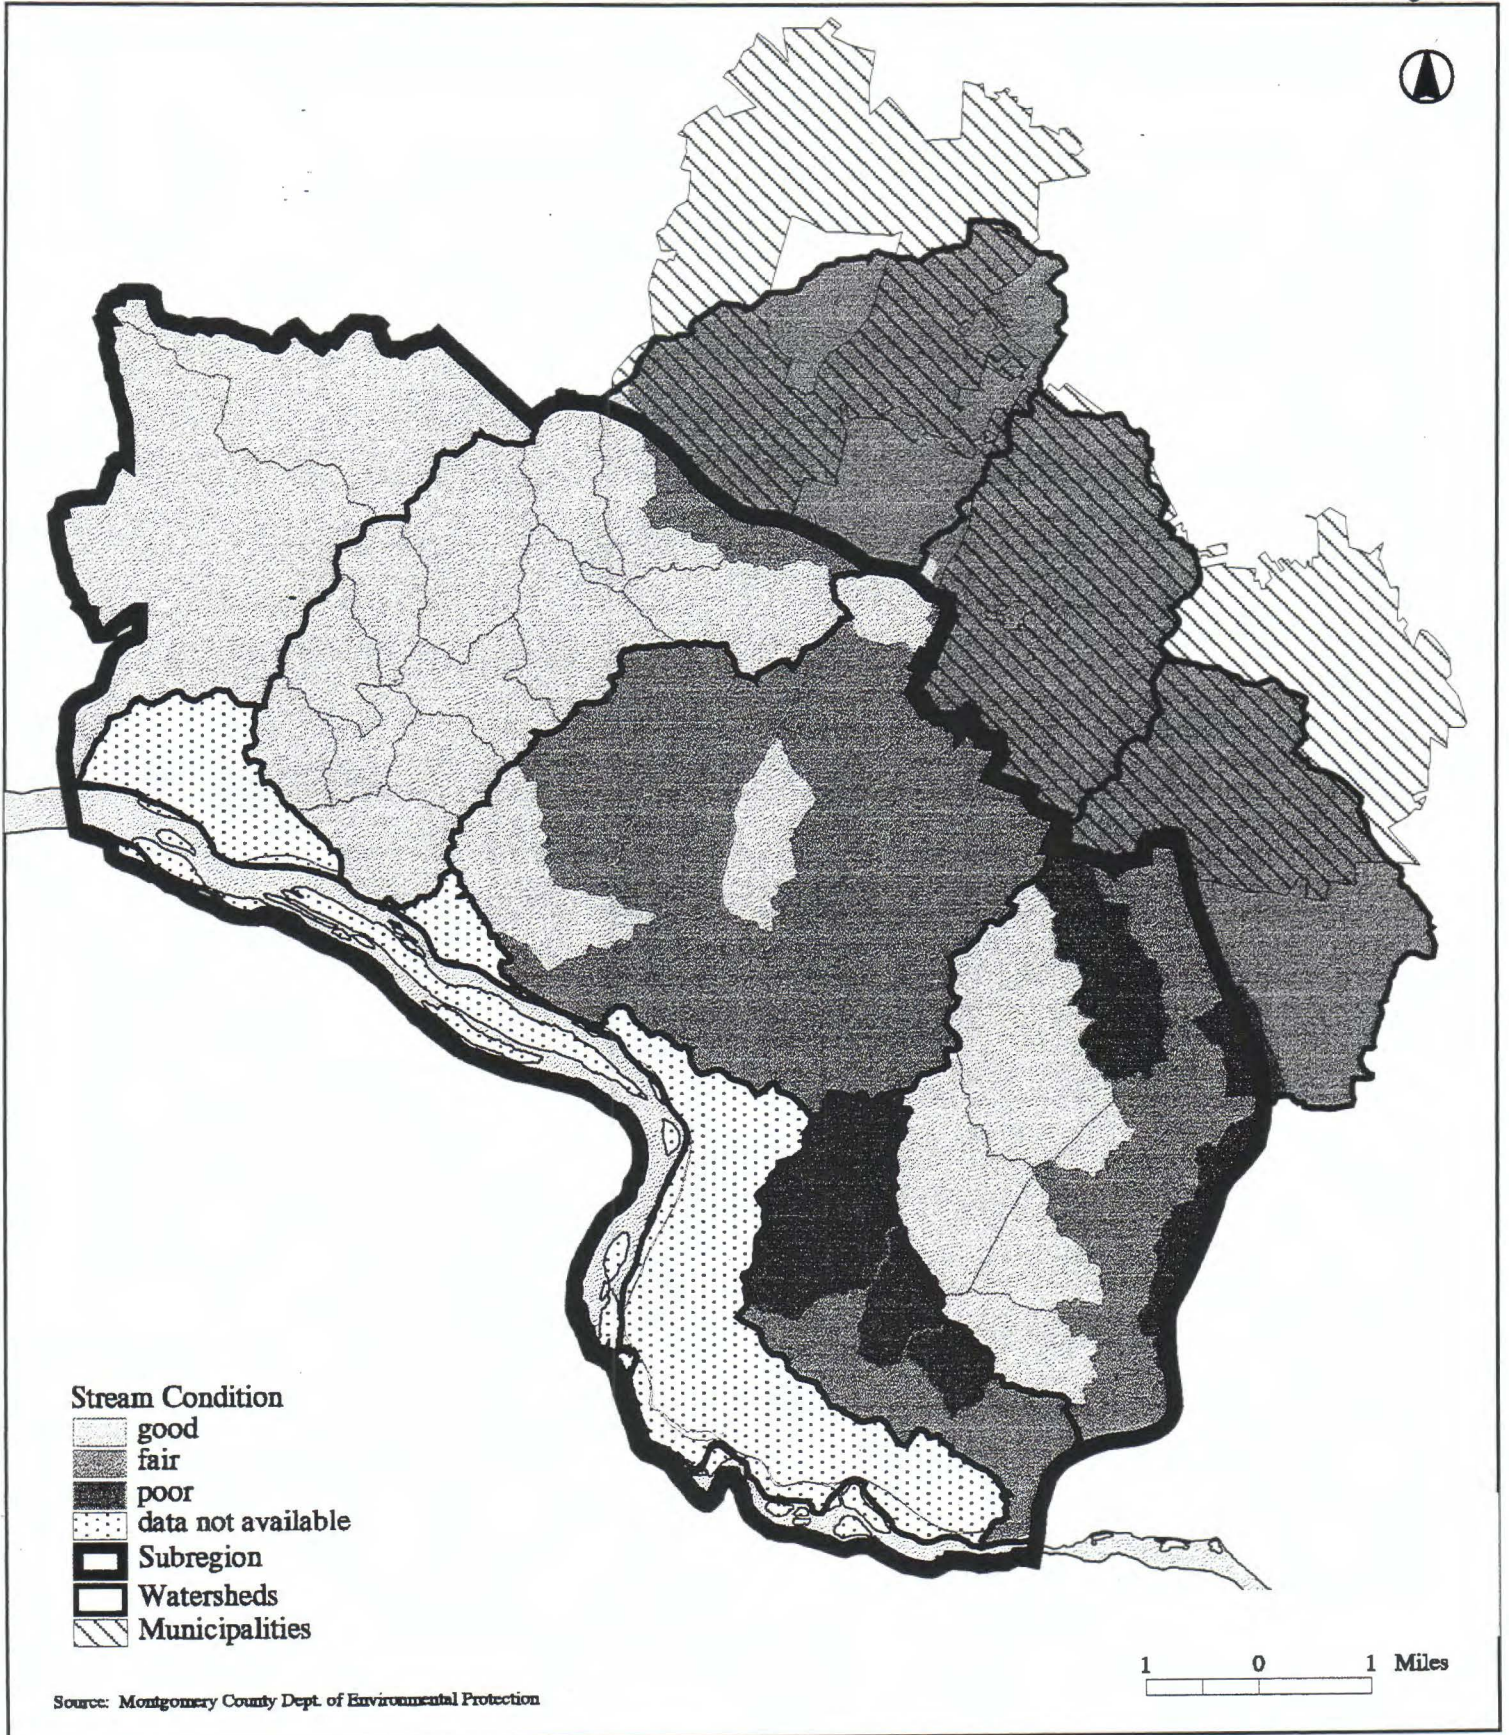 Stream Condition
good
fair
poor
data not available
Subregion
Watersheds
Municipalities
1 0 1 Miles
Source: Montgomery County Dept. of Environmental Protection